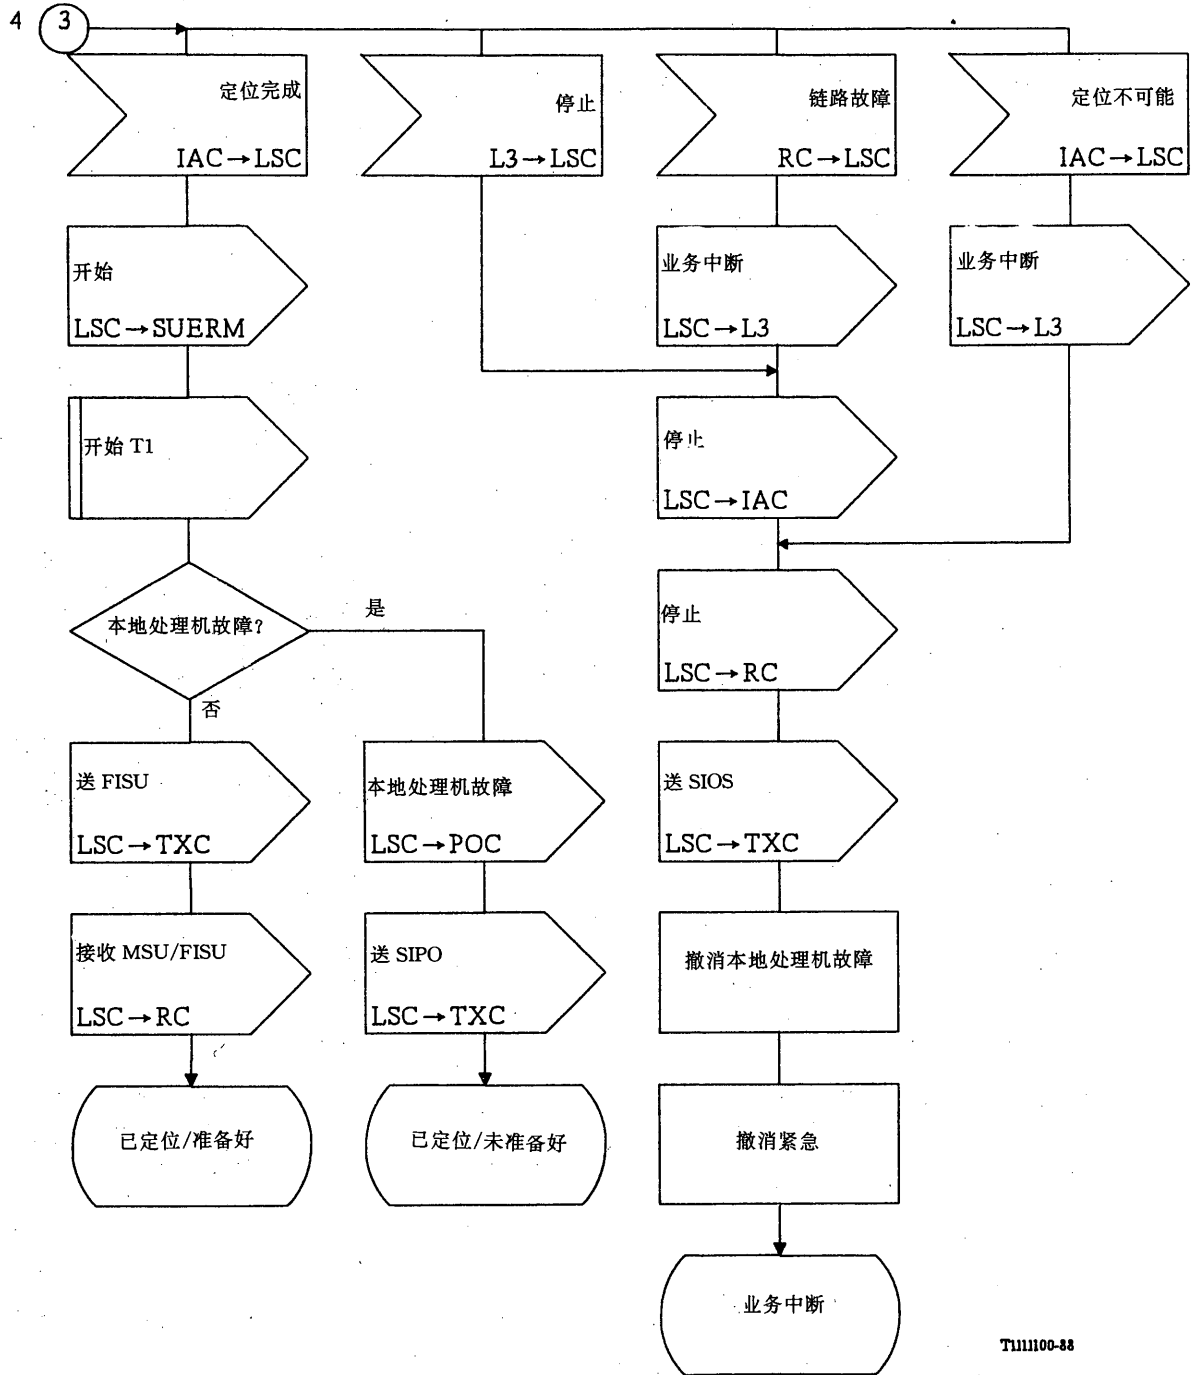 4 3
定位完成
IAC→LSC
停止
L3→LSC
链路故障
RC→LSC
定位不可能
IAC→LSC
开始
LSC→SUERM
业务中断
LSC→L3
业务中断
LSC→L3
开始 T1
停止
LSC→IAC
本地处理机故障?
是
否
停止
LSC→RC
送 FISU
LSC→TXC
本地处理机故障
LSC→POC
送 SIOS
LSC→TXC
接收 MSU/FISU
LSC→RC
送 SIPO
LSC→TXC
撤消本地处理机故障
已定位/准备好
已定位/未准备好
撤消紧急
业务中断
T1111100-88